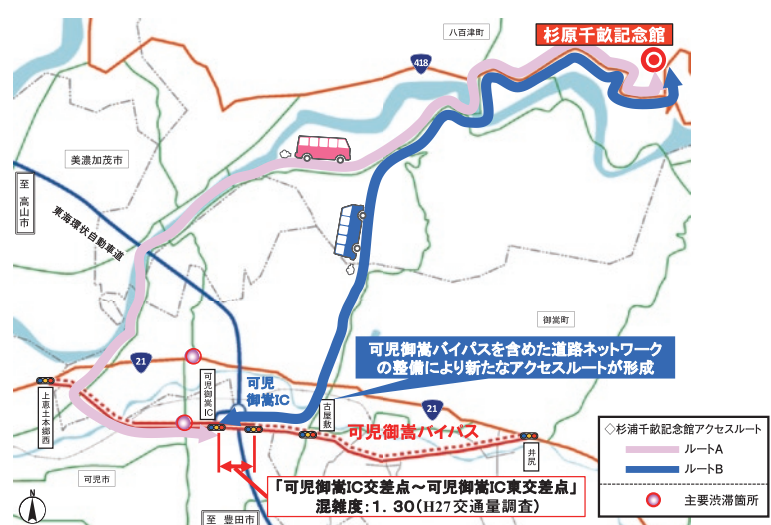 八百津町
杉原千畝記念館
418
美濃加茂市
至 高山市
東海環状自動車道
御嵩町
21
可児御嵩バイパスを含めた道路ネットワーク
の整備により新たなアクセスルートが形成
可児
御嵩IC
可児御嵩IC
上恵土本郷西
古屋敷
21
可児御嵩バイパス
井尻
◇杉浦千畝記念館アクセスルート
ルートA
ルートB
主要渋滞箇所
可児市
「可児御嵩IC交差点～可児御嵩IC東交差点」
混雑度:1.30(H27交通量調査)
至 豊田市
N